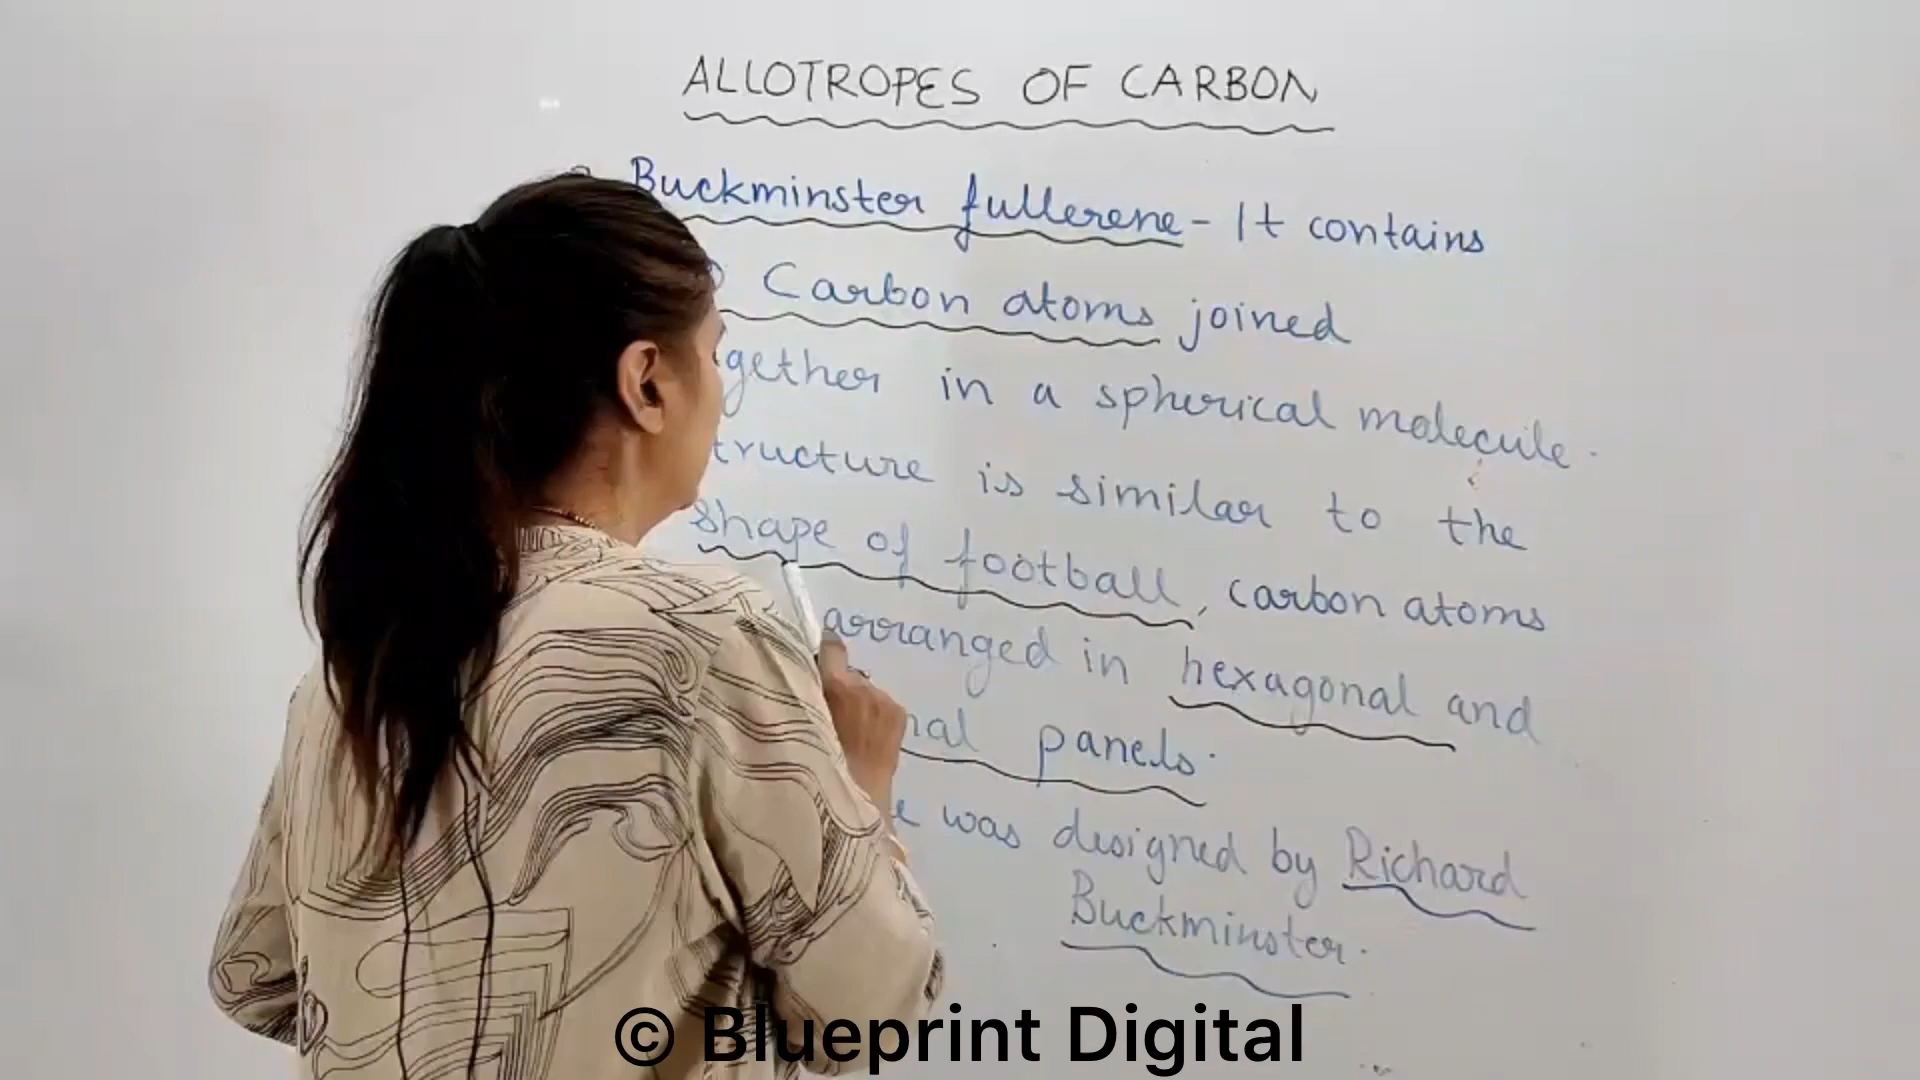 ALLOTROPES OF CARBON
Buckminster fullerene - It contains
Carbon atoms joined
gether in a spherical molecule.
tructure is similar to the
shape of football, carbon atoms
arranged in hexagonal and
nal panels.
e was designed by Richard
Buckminster.
© Blueprint Digital